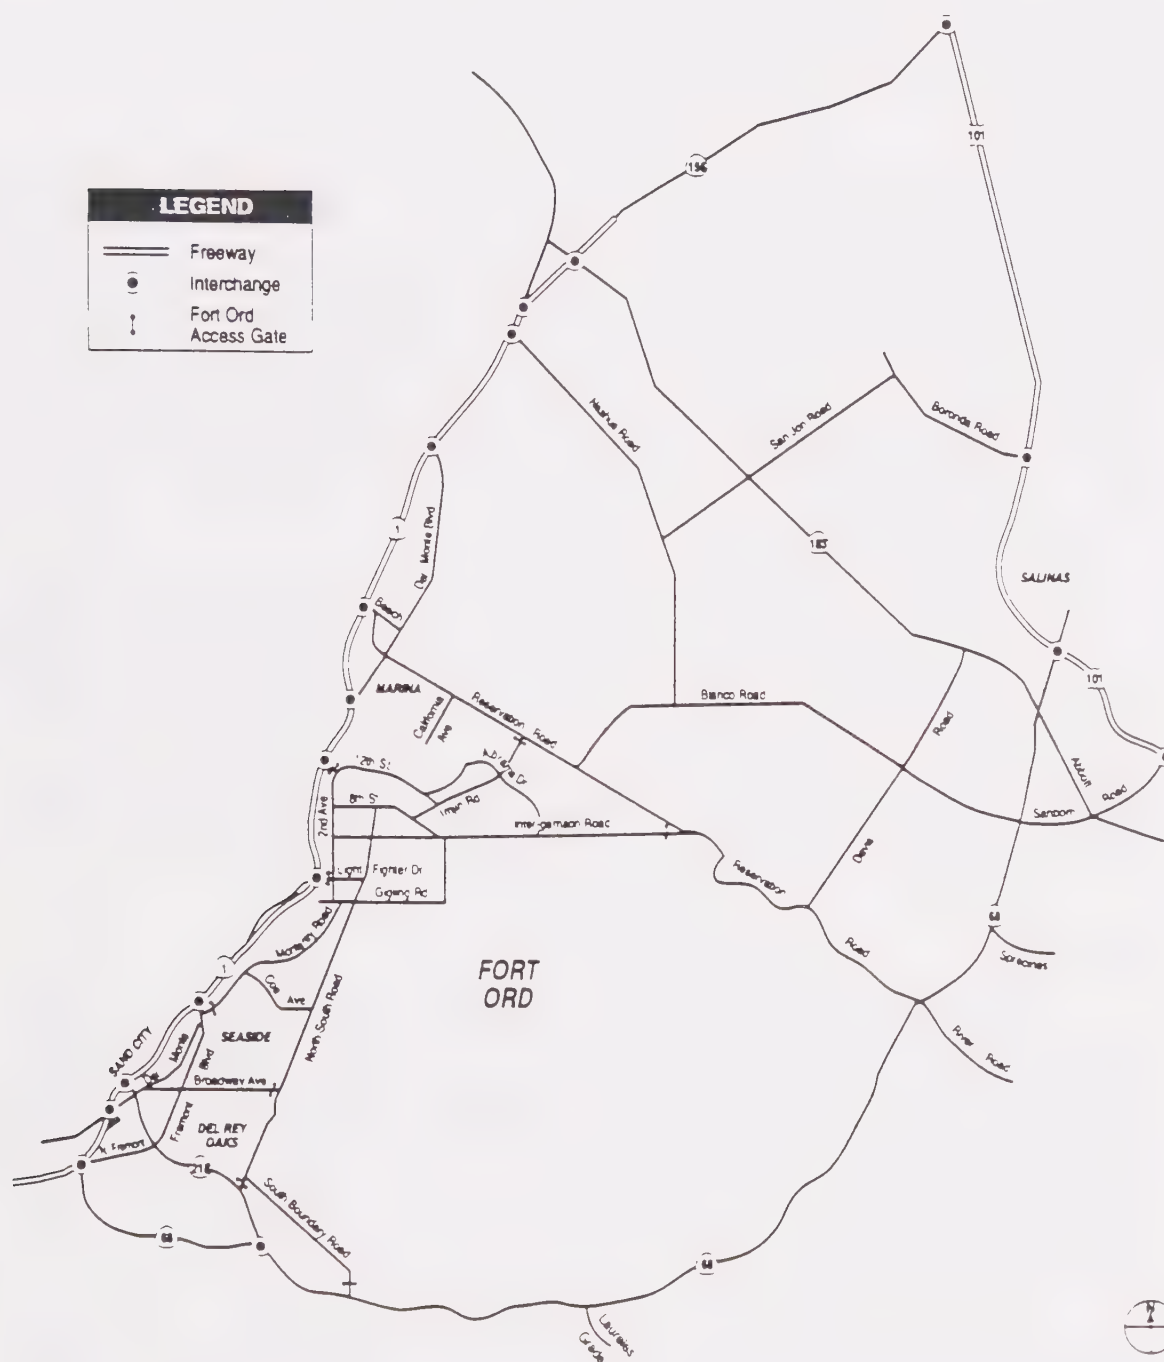 LEGEND
Freeway
Interchange
Fort Ord
Access Gate
156
101
Nashua Road
San Jon Road
Boronda Road
1
Del Monte Blvd
183
SALINAS
Beach
101
MARINA
California
Ave
Reservation Road
Blanco Road
Road
Abbott
12th St
Abrams Dr
8th St
Imjin Rd
2nd Ave
Inter-garrison Road
Sanborn Road
Davis
Light Fighter Dr
Gigling Rd
Reservation
Road
68
Spreckels
Monterey Road
1
FORT
ORD
Coe
Ave
North South Road
River Road
SEASIDE
SAND CITY
Monte
Blvd
Broadway Ave
DEL REY
OAKS
Fremont
N. Fremont
218
South Boundary Road
68
68
Laureles
Grade
N